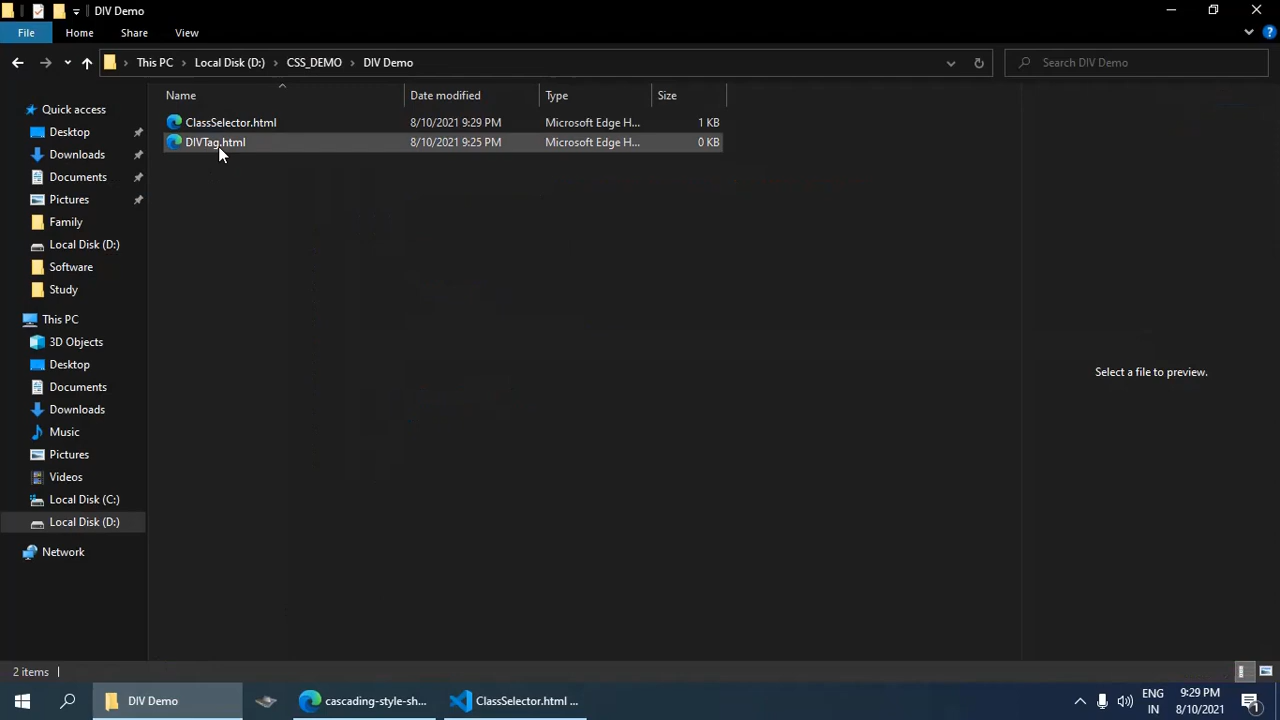 DIV Demo
File Home Share View
This PC Local Disk (D:) CSS_DEMO DIV Demo Search DIV Demo
Name Date modified Type Size
ClassSelector.html 8/10/2021 9:29 PM Microsoft Edge H... 1 KB
DIVTag.html 8/10/2021 9:25 PM Microsoft Edge H... 0 KB
Quick access
Desktop
Downloads
Documents
Pictures
Family
Local Disk (D:)
Software
Study
This PC
3D Objects
Desktop
Documents
Downloads
Music
Pictures
Videos
Local Disk (C:)
Local Disk (D:)
Network
Select a file to preview.
2 items
DIV Demo
cascading-style-sh...
ClassSelector.html ...
ENG
IN
9:29 PM
8/10/2021
1